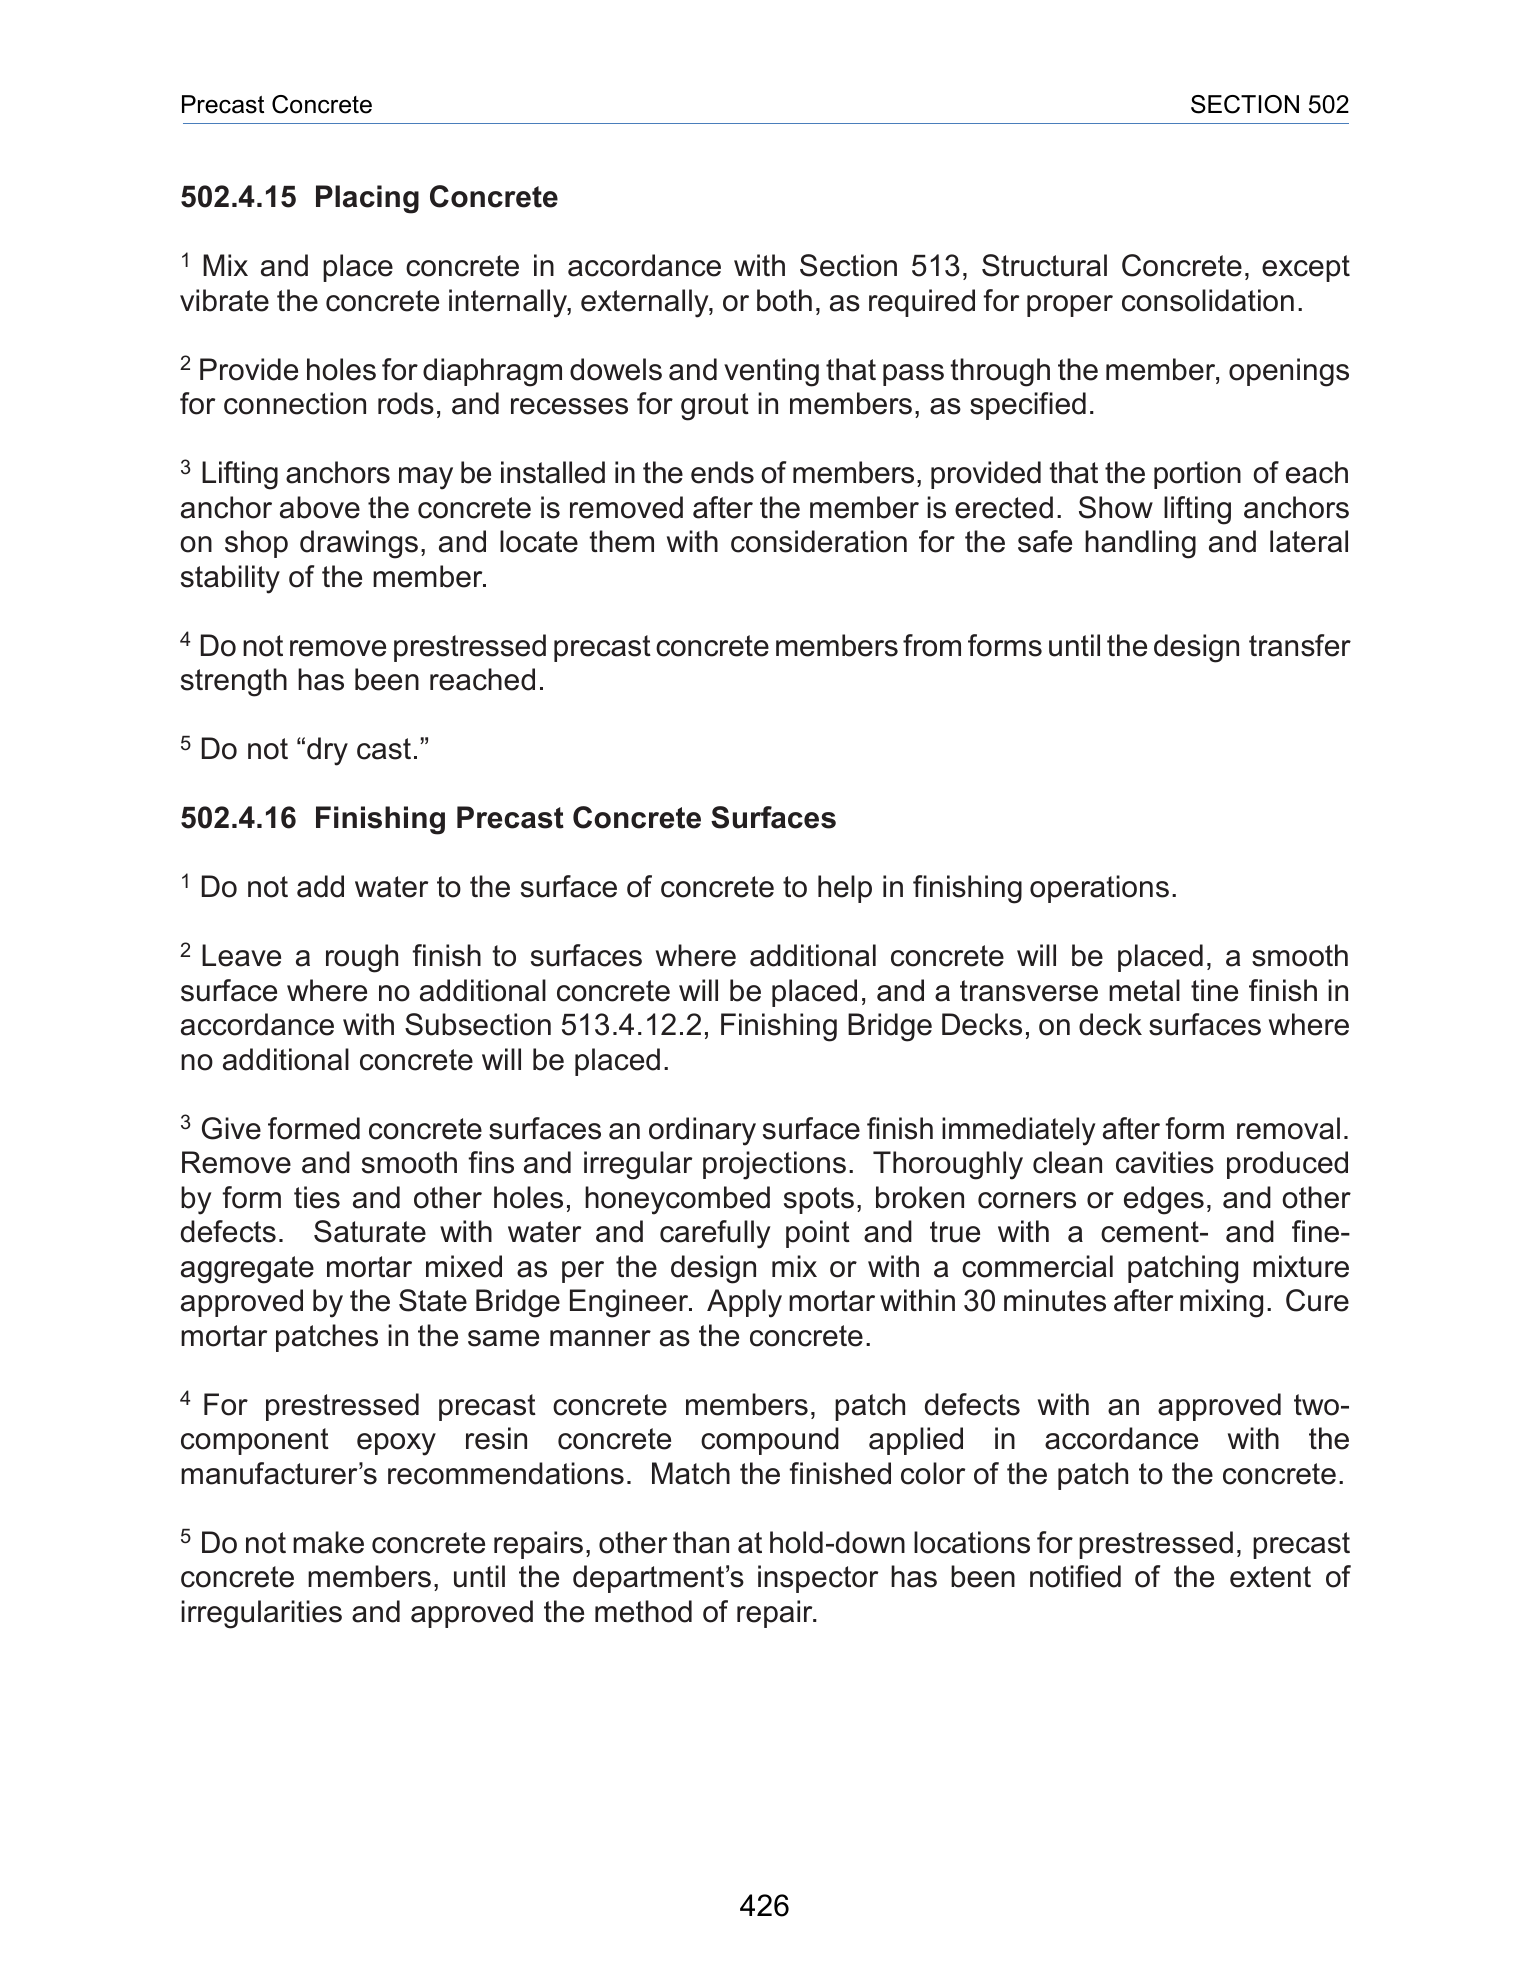 Precast Concrete SECTION 502
502.4.15 Placing Concrete
1 Mix and place concrete in accordance with Section 513, Structural Concrete, except
vibrate the concrete internally, externally, or both, as required for proper consolidation.
2 Provide holes for diaphragm dowels and venting that pass through the member, openings
for connection rods, and recesses for grout in members, as specified.
3 Lifting anchors may be installed in the ends of members, provided that the portion of each
anchor above the concrete is removed after the member is erected. Show lifting anchors
on shop drawings, and locate them with consideration for the safe handling and lateral
stability of the member.
4 Do not remove prestressed precast concrete members from forms until the design transfer
strength has been reached.
5 Do not “dry cast.”
502.4.16 Finishing Precast Concrete Surfaces
1 Do not add water to the surface of concrete to help in finishing operations.
2 Leave a rough finish to surfaces where additional concrete will be placed, a smooth
surface where no additional concrete will be placed, and a transverse metal tine finish in
accordance with Subsection 513.4.12.2, Finishing Bridge Decks, on deck surfaces where
no additional concrete will be placed.
3 Give formed concrete surfaces an ordinary surface finish immediately after form removal.
Remove and smooth fins and irregular projections. Thoroughly clean cavities produced
by form ties and other holes, honeycombed spots, broken corners or edges, and other
defects. Saturate with water and carefully point and true with a cement- and fine-
aggregate mortar mixed as per the design mix or with a commercial patching mixture
approved by the State Bridge Engineer. Apply mortar within 30 minutes after mixing. Cure
mortar patches in the same manner as the concrete.
4 For prestressed precast concrete members, patch defects with an approved two-
component epoxy resin concrete compound applied in accordance with the
manufacturer’s recommendations. Match the finished color of the patch to the concrete.
5 Do not make concrete repairs, other than at hold-down locations for prestressed, precast
concrete members, until the department’s inspector has been notified of the extent of
irregularities and approved the method of repair.
426